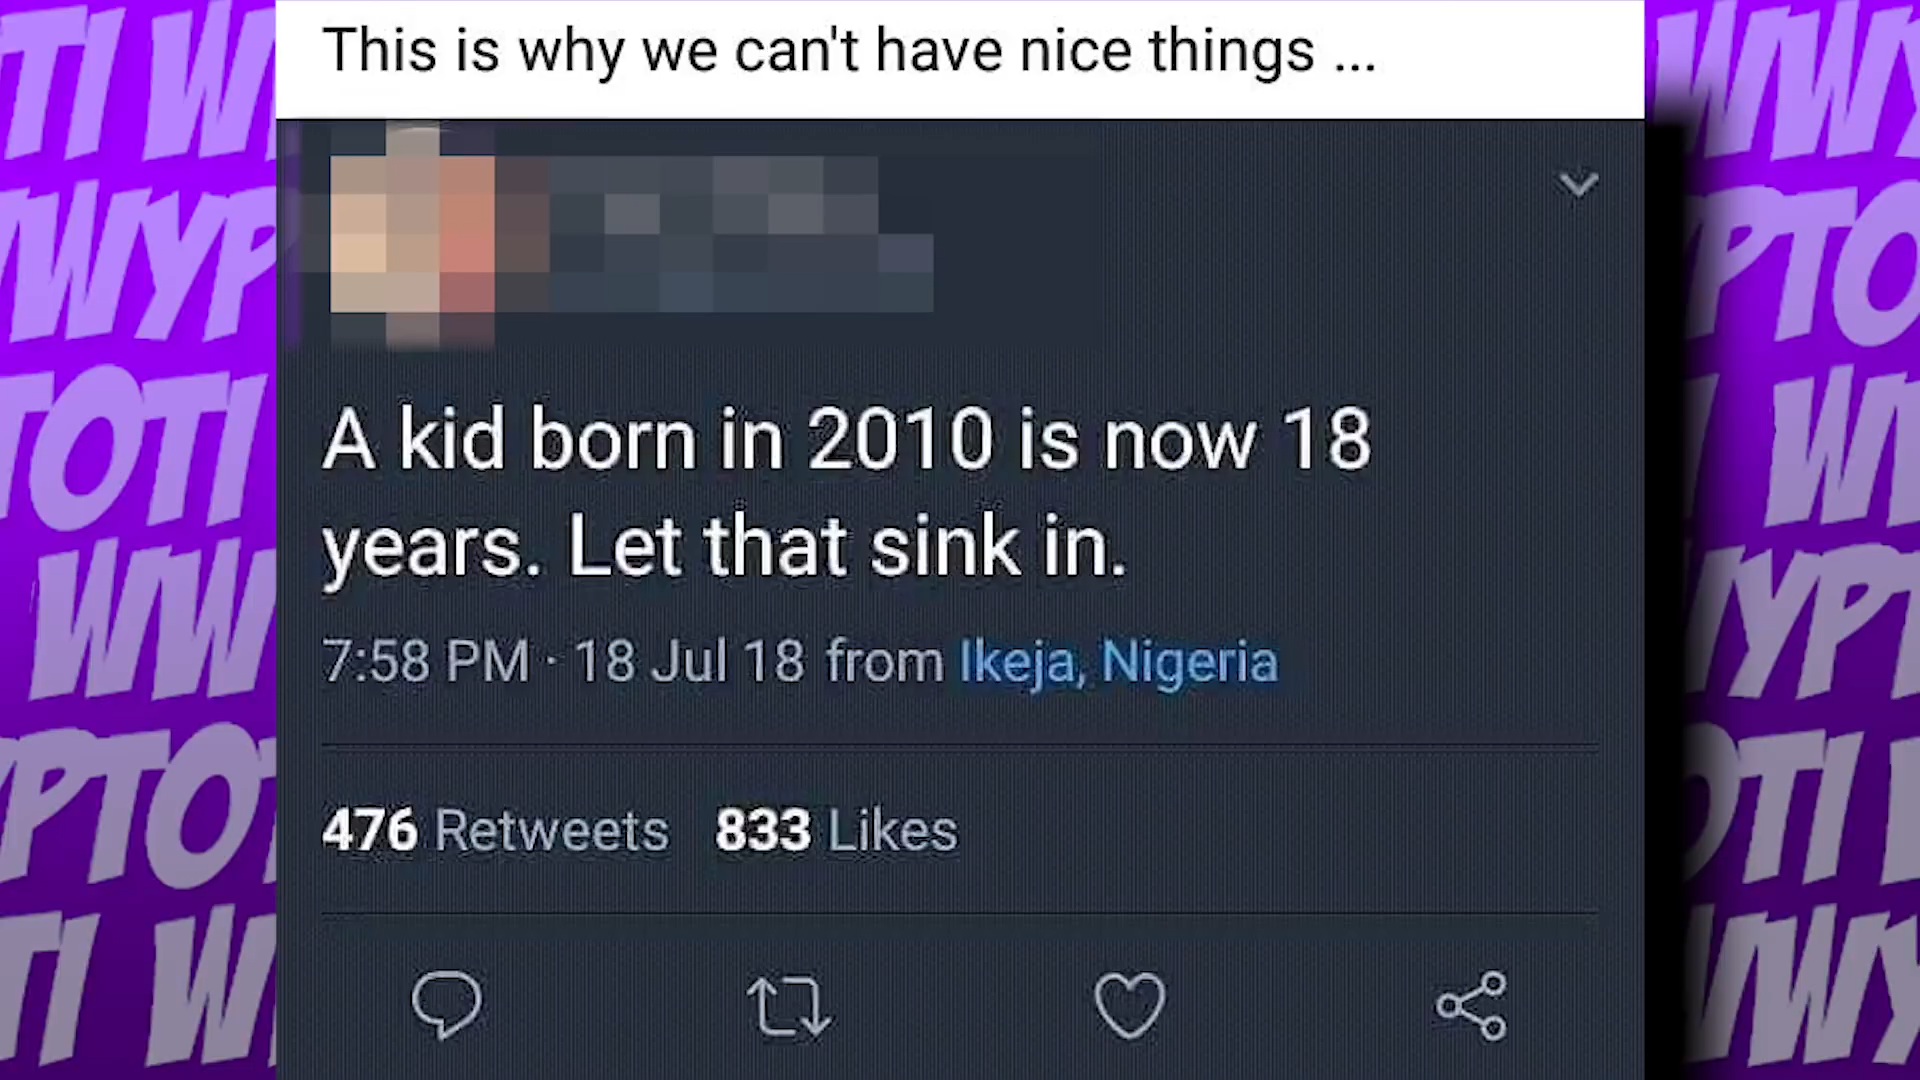 This is why we can't have nice things ...
A kid born in 2010 is now 18
years. Let that sink in.
7:58 PM · 18 Jul 18 from Ikeja, Nigeria
476 Retweets 833 Likes